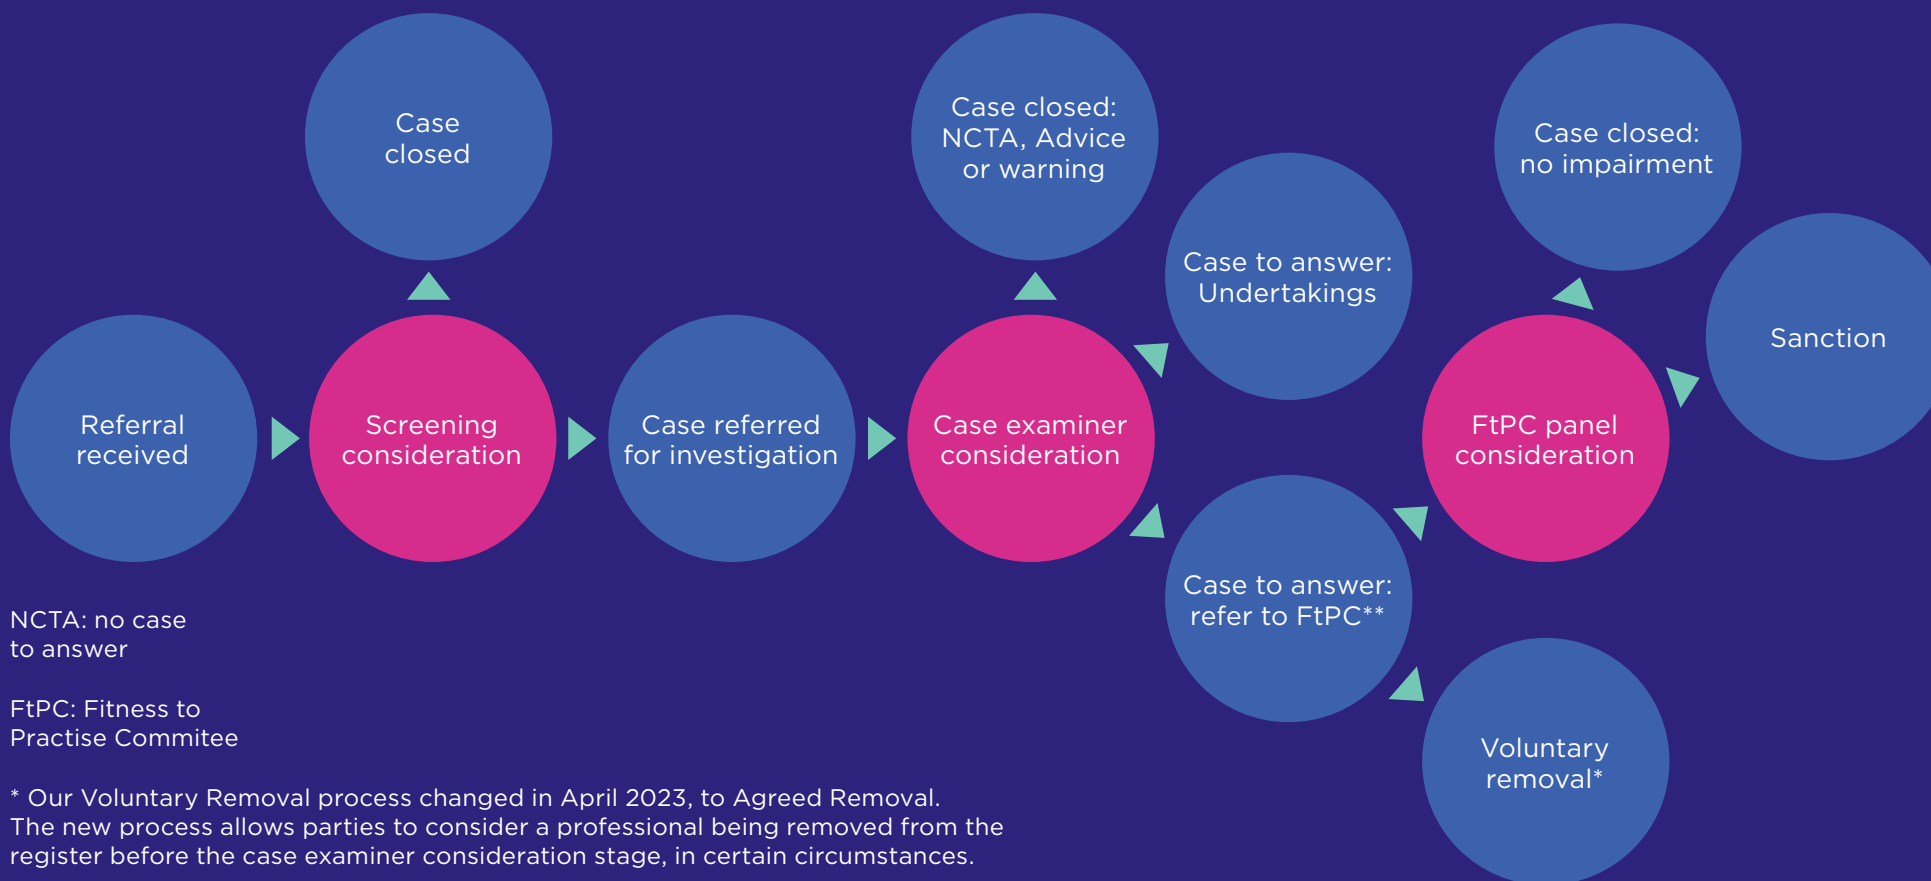 Case
closed
Case closed:
NCTA, Advice
or warning
Case closed:
no impairment
Case to answer:
Undertakings
Sanction
Referral
received
Screening
consideration
Case referred
for investigation
Case examiner
consideration
FtPC panel
consideration
Case to answer:
refer to FtPC**
Voluntary
removal*
NCTA: no case
to answer
FtPC: Fitness to
Practise Commitee
* Our Voluntary Removal process changed in April 2023, to Agreed Removal.
The new process allows parties to consider a professional being removed from the
register before the case examiner consideration stage, in certain circumstances.